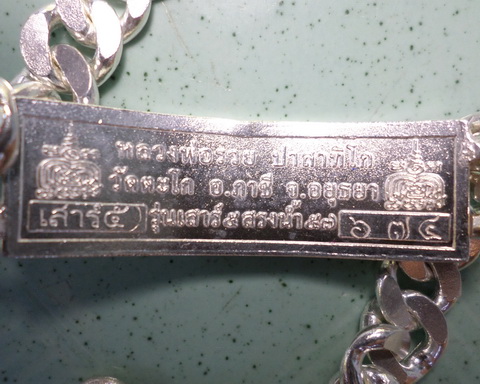 หลวงพ่อรวย ปาสาทิโก
วัดตะโก อ.ภาชี จ.อยุธยา
เสาร์๕ รุ่นเสาร์๕สรงน้ำ๕๗ ๖๗๔